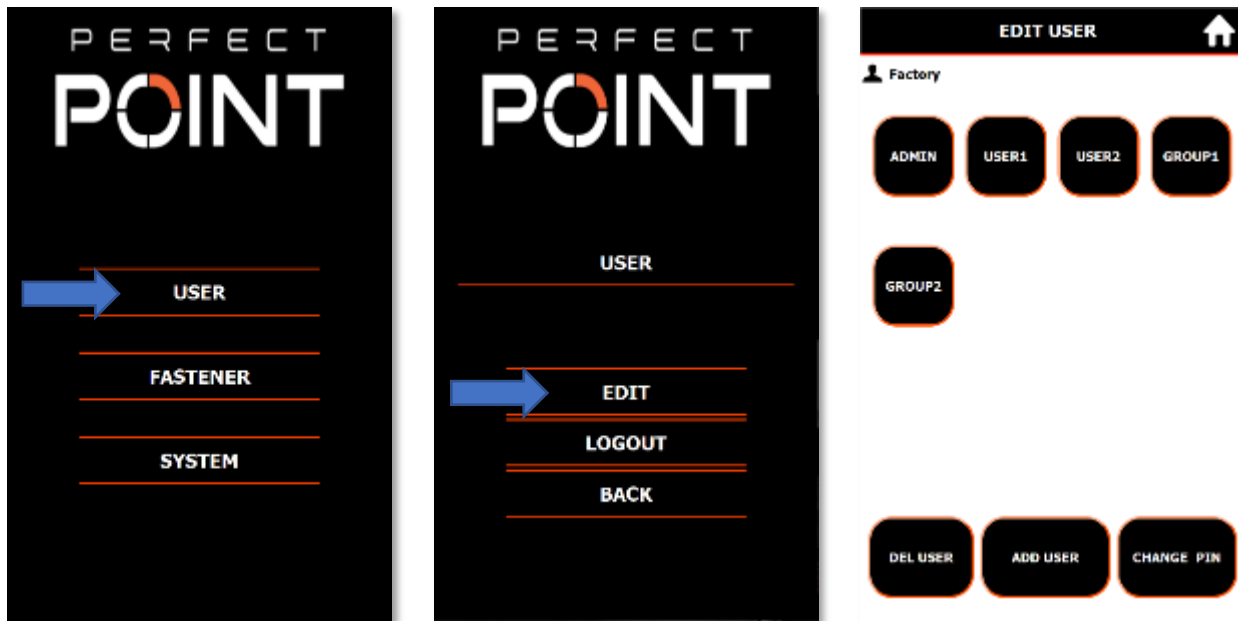 PERFECT
POINT
USER
FASTENER
SYSTEM
PERFECT
POINT
USER
EDIT
LOGOUT
BACK
EDIT USER
Factory
ADMIN USER1 USER2 GROUP1
GROUP2
DEL USER ADD USER CHANGE PIN